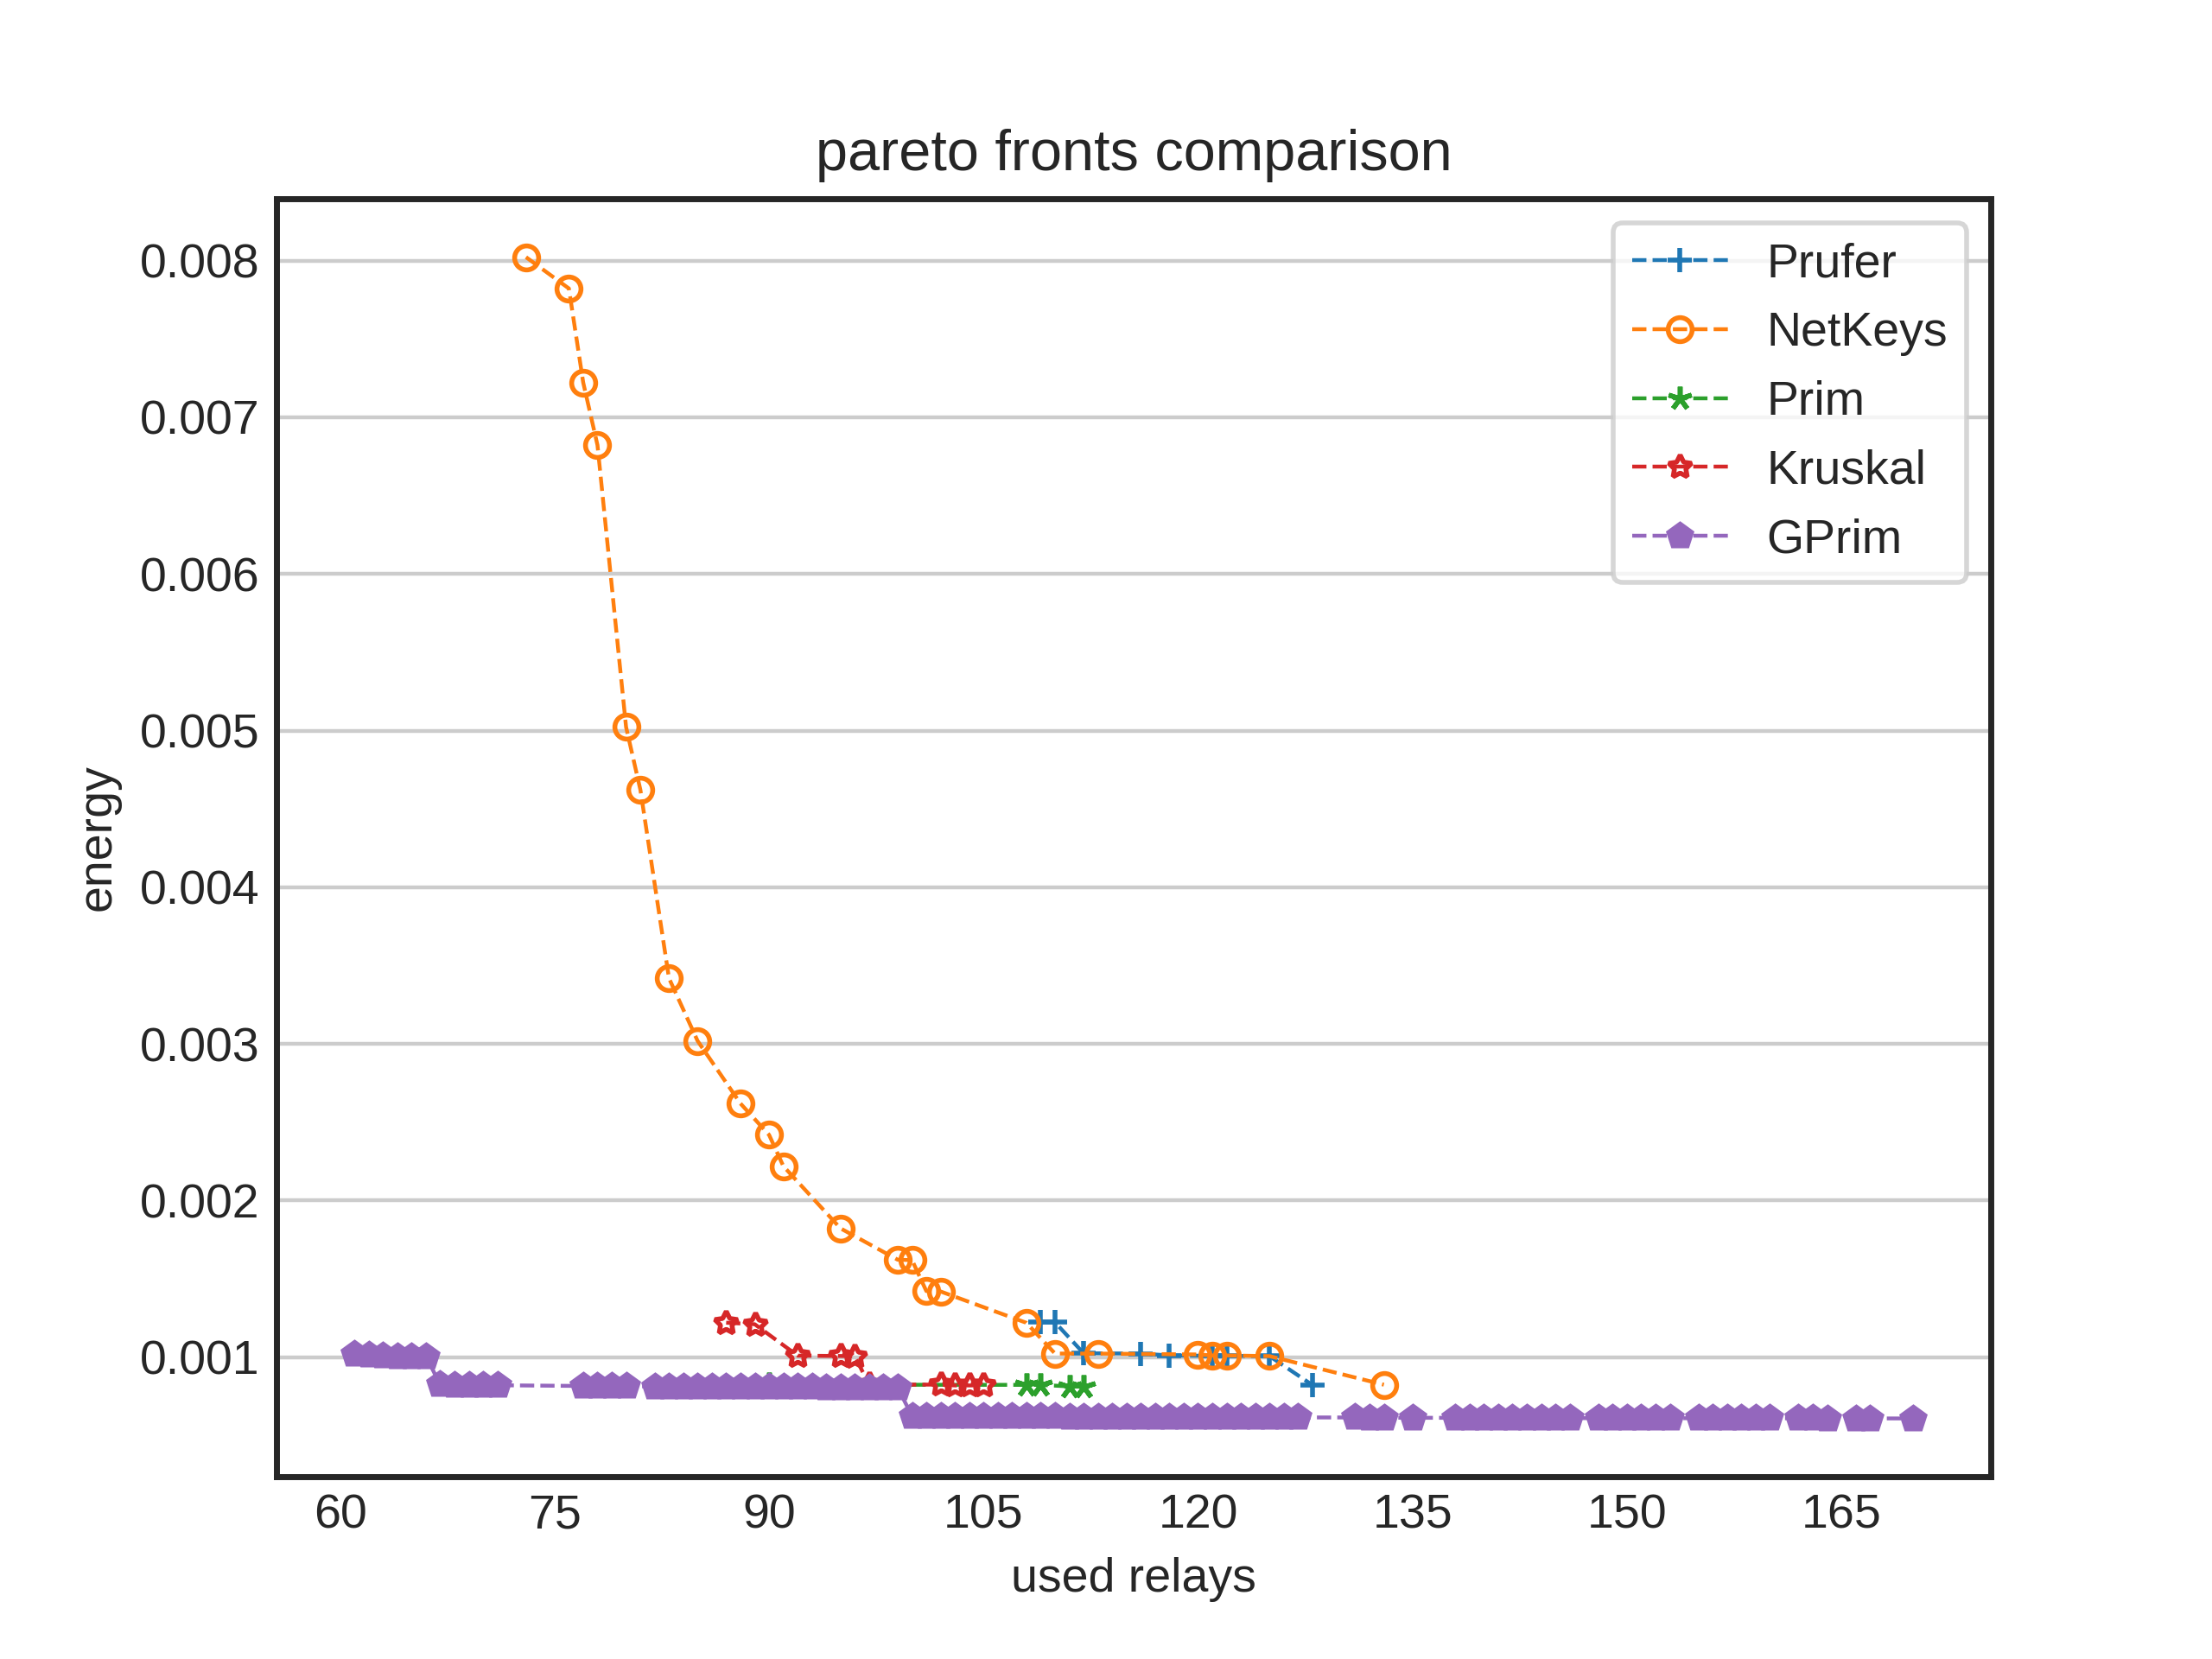 pareto fronts comparison
0.008
0.007
0.006
0.005
0.004
0.003
0.002
0.001
energy
Prufer
NetKeys
Prim
Kruskal
GPrim
60 75 90 105 120 135 150 165
used relays